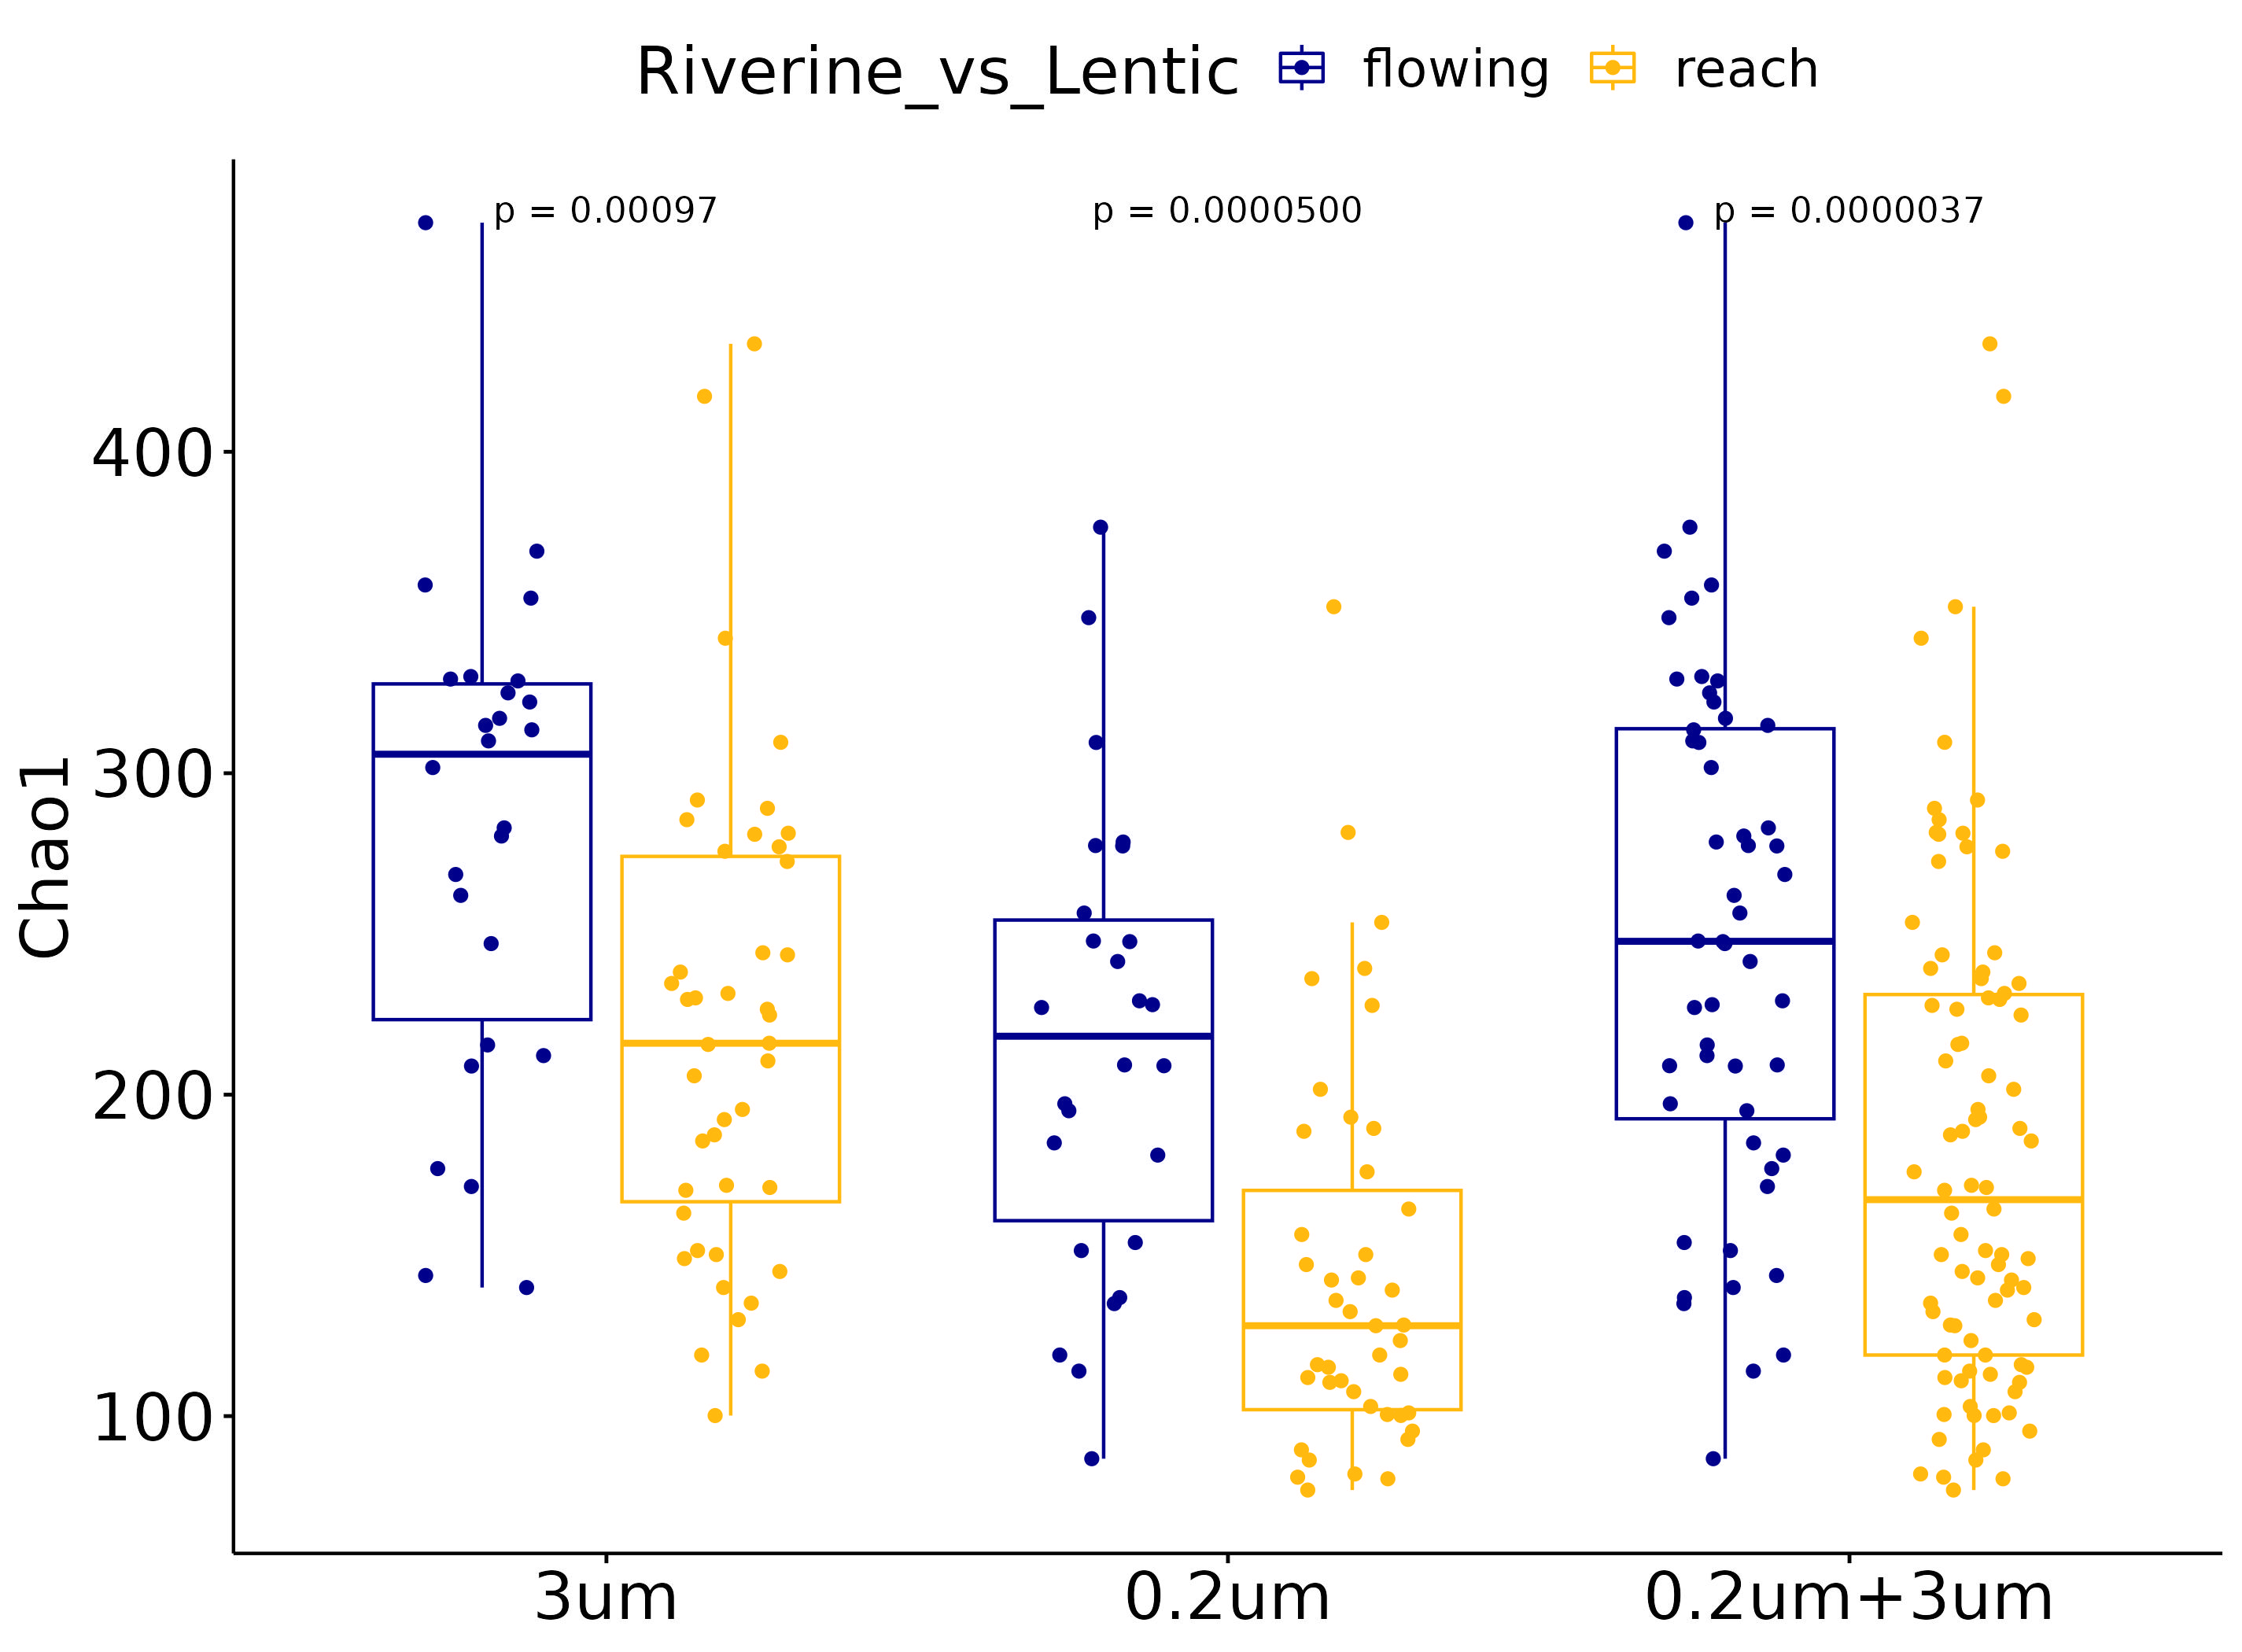 Riverine_vs_Lentic flowing reach
p = 0.00097 p = 0.0000500 p = 0.0000037
Chao1
400
300
200
100
3um 0.2um 0.2um+3um